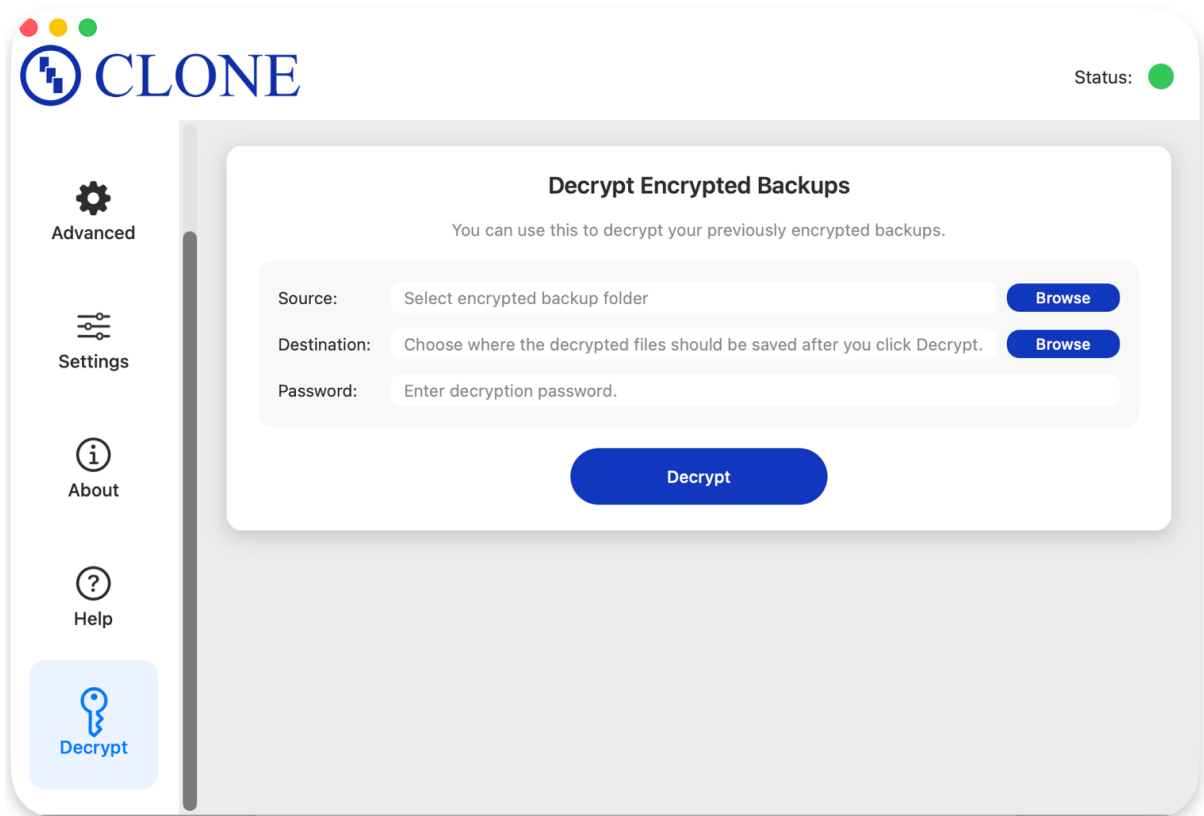 CLONE
Status:
Advanced
Settings
About
Help
Decrypt
Decrypt Encrypted Backups
You can use this to decrypt your previously encrypted backups.
Source: Select encrypted backup folder Browse
Destination: Choose where the decrypted files should be saved after you click Decrypt. Browse
Password: Enter decryption password.
Decrypt